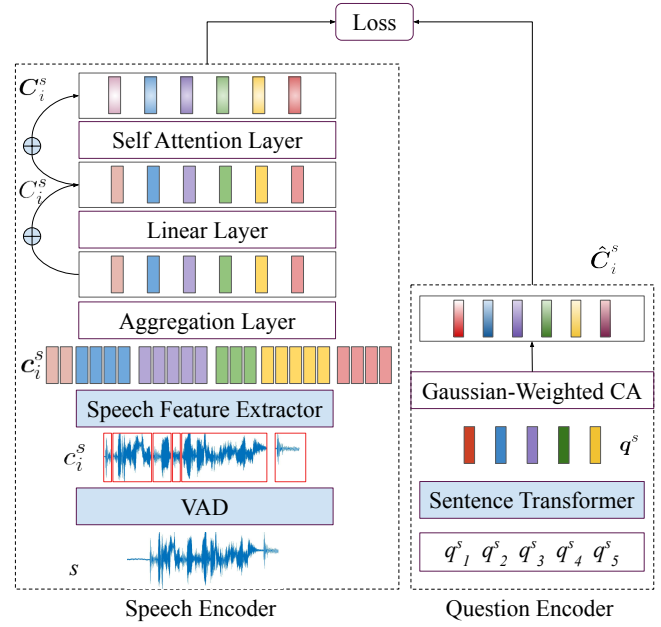 Loss
C_i^s
Self Attention Layer
C_i^s
Linear Layer
Aggregation Layer
c_i^s
Speech Feature Extractor
c_i^s
VAD
s
Speech Encoder
Ĉ_i^s
Gaussian-Weighted CA
q^s
Sentence Transformer
q^s_1 q^s_2 q^s_3 q^s_4 q^s_5
Question Encoder